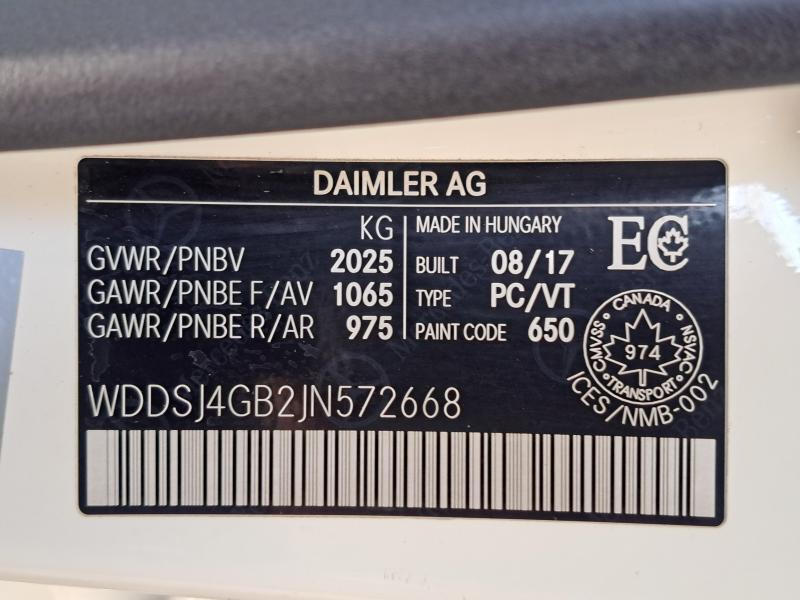 DAIMLER AG
KG
GVWR/PNBV 2025
GAWR/PNBE F/AV 1065
GAWR/PNBE R/AR 975
MADE IN HUNGARY
BUILT 08/17
TYPE PC/VT
PAINT CODE 650
EC
CANADA
CMVSS 974 NSVAC
TRANSPORT
ICES/NMB-002
WDDSJ4GB2JN572668